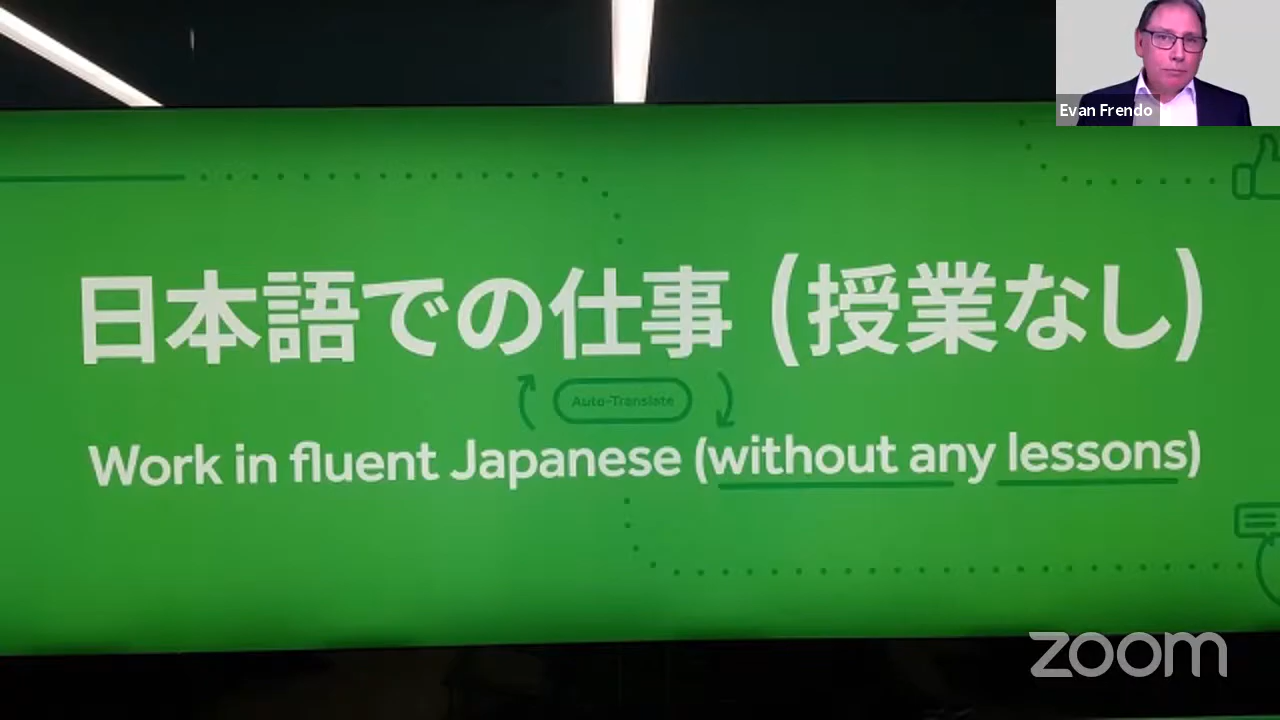 Evan Frendo
日本語での仕事 (授業なし)
Auto-Translate
Work in fluent Japanese (without any lessons)
zoom